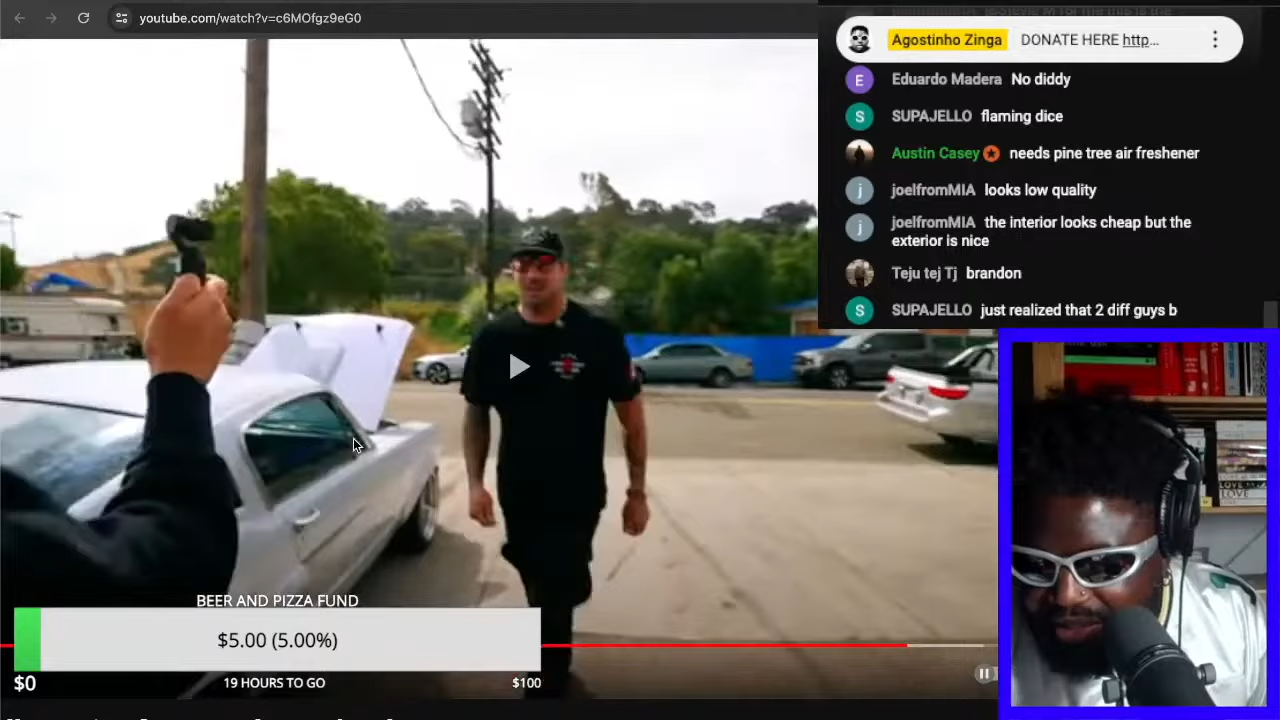 youtube.com/watch?v=c6MOfgz9eG0
Agostinho Zinga DONATE HERE http...
E Eduardo Madera No diddy
S SUPAJELLO flaming dice
Austin Casey needs pine tree air freshener
j joelfromMIA looks low quality
j joelfromMIA the interior looks cheap but the
exterior is nice
Teju tej Tj brandon
S SUPAJELLO just realized that 2 diff guys b
BEER AND PIZZA FUND
$5.00 (5.00%)
$0 19 HOURS TO GO $100
LOVE
LOVE